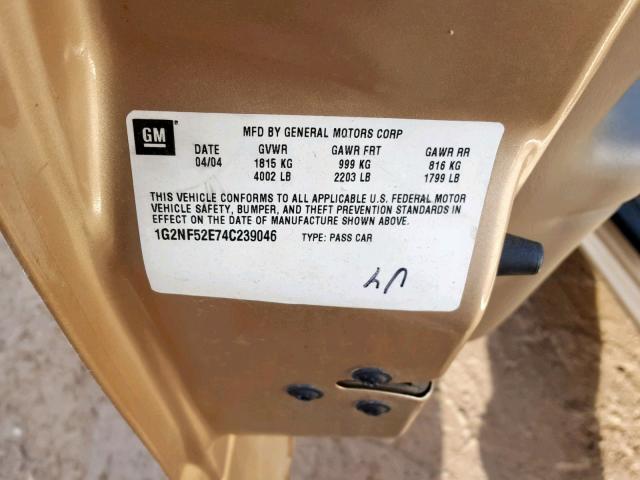 GM ® MFD BY GENERAL MOTORS CORP
DATE GVWR GAWR FRT GAWR RR
04/04 1815 KG 999 KG 816 KG
4002 LB 2203 LB 1799 LB
THIS VEHICLE CONFORMS TO ALL APPLICABLE U.S. FEDERAL MOTOR
VEHICLE SAFETY, BUMPER, AND THEFT PREVENTION STANDARDS IN
EFFECT ON THE DATE OF MANUFACTURE SHOWN ABOVE.
1G2NF52E74C239046 TYPE: PASS CAR